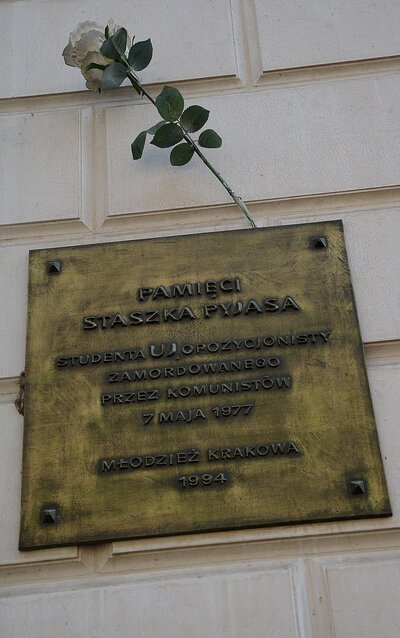 PAMIĘCI
STASZKA PYJASA
STUDENTA UJ, OPOZYCJONISTY
ZAMORDOWANEGO
PRZEZ KOMUNISTÓW
7 MAJA 1977
MŁODZIEŻ KRAKOWA
1994